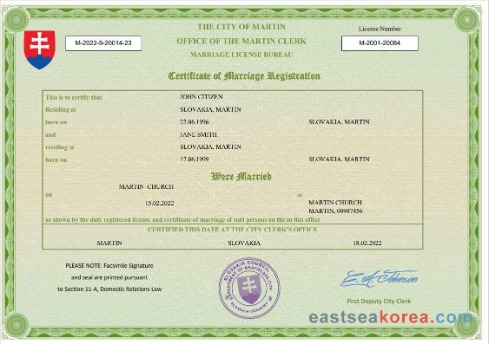 THE CITY OF MARTIN
License Number
M-2022-9-20014-23
OFFICE OF THE MARTIN CLERK
M-2001-20084
MARRIAGE LICENSE BUREAU
Certificate of Marriage Registration
This is to certify that JOHN CITIZEN
Residing at SLOVAKIA, MARTIN
born on 22.06.1996 SLOVAKIA, MARTIN
and JANE SMITH
residing at SLOVAKIA, MARTIN
born on 12.06.1999 SLOVAKIA, MARTIN
Were Married
MARTIN CHURCH
on 15.02.2022 at MARTIN CHURCH
MARTIN,
as shown by the duly registered license and certificate of marriage of said persons on file in this office
CERTIFIED THIS DATE AT THE CITY CLERK'S OFFICE
MARTIN SLOVAKIA 18.02.2022
PLEASE NOTE: Facsimile Signature
and seal are printed pursuant
to Section 11-A, Domestic Relations Law
SLOVAKIA COUNCIL
First Deputy City Clerk
eastseakorea.com